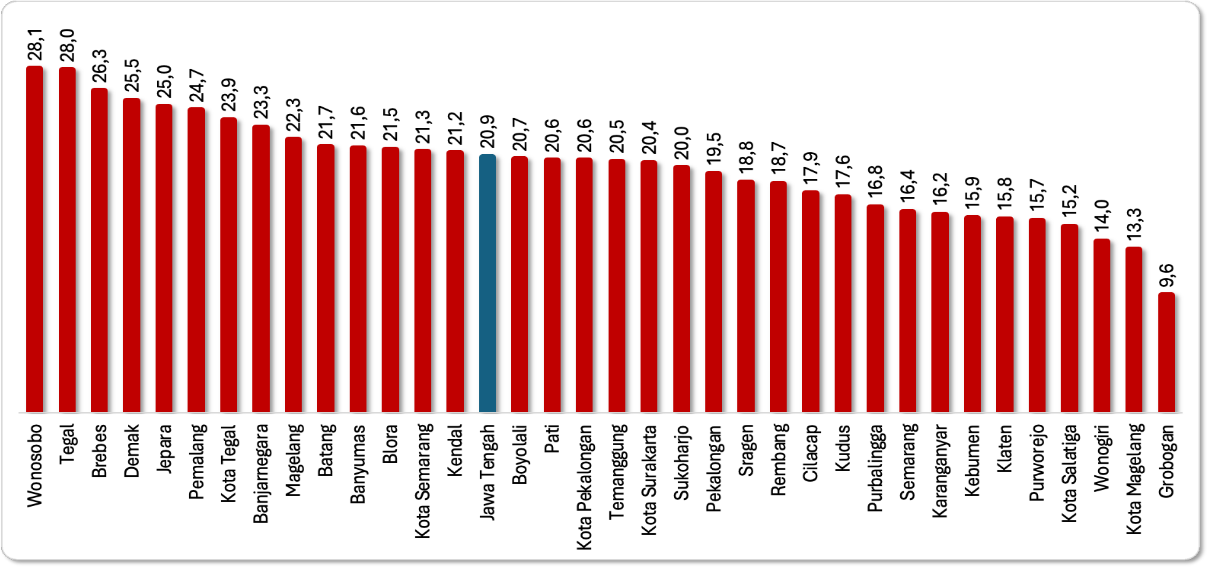 28,1
28,0
26,3
25,5
25,0
24,7
23,9
23,3
22,3
21,7
21,6
21,5
21,3
21,2
20,9
20,7
20,6
20,6
20,5
20,4
20,0
19,5
18,8
18,7
17,9
17,6
16,8
16,4
16,2
15,9
15,8
15,7
15,2
14,0
13,3
9,6
Wonosobo
Tegal
Brebes
Demak
Jepara
Pemalang
Kota Tegal
Banjarnegara
Magelang
Batang
Banyumas
Blora
Kota Semarang
Kendal
Jawa Tengah
Boyolali
Pati
Kota Pekalongan
Temanggung
Kota Surakarta
Sukoharjo
Pekalongan
Sragen
Rembang
Cilacap
Kudus
Purbalingga
Semarang
Karanganyar
Kebumen
Klaten
Purworejo
Kota Salatiga
Wonogiri
Kota Magelang
Grobogan